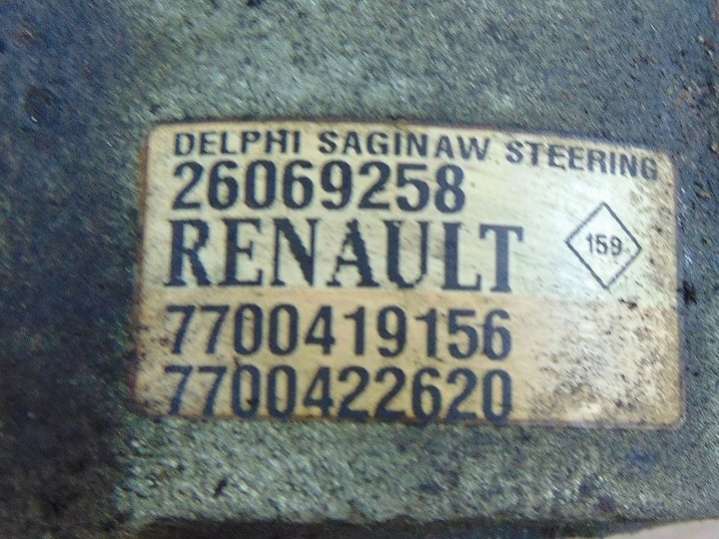 DELPHI SAGINAW STEERING
26069258
RENAULT
159
7700419156
7700422620